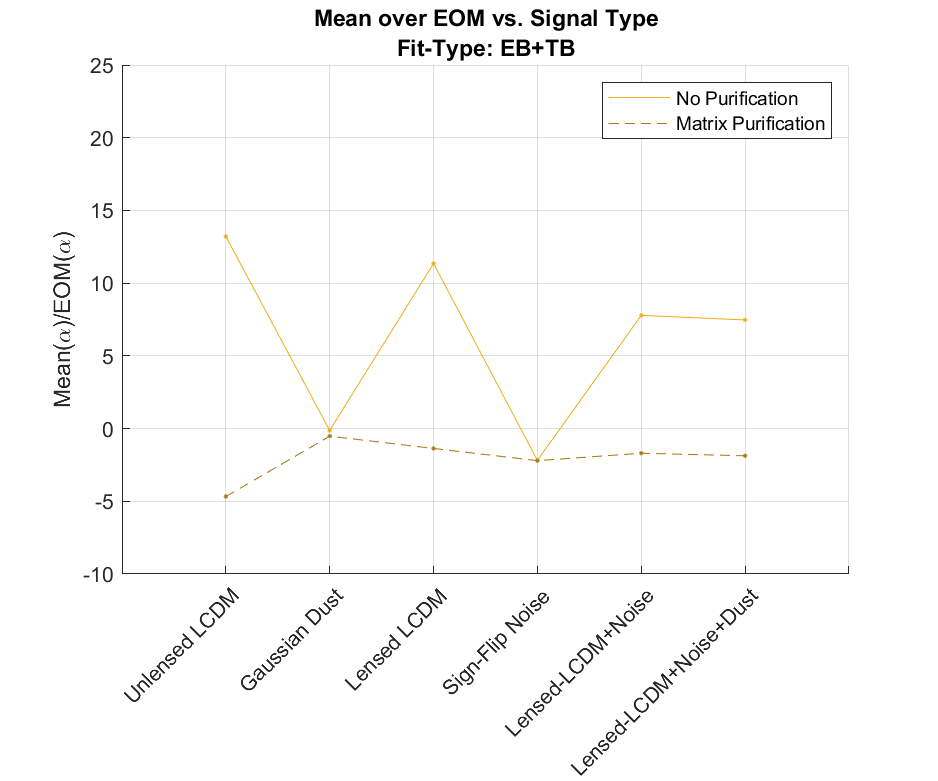 Mean over EOM vs. Signal Type
Fit-Type: EB+TB
No Purification
Matrix Purification
Mean(α)/EOM(α)
25
20
15
10
5
0
-5
-10
Unlensed LCDM
Gaussian Dust
Lensed LCDM
Sign-Flip Noise
Lensed-LCDM+Noise
Lensed-LCDM+Noise+Dust